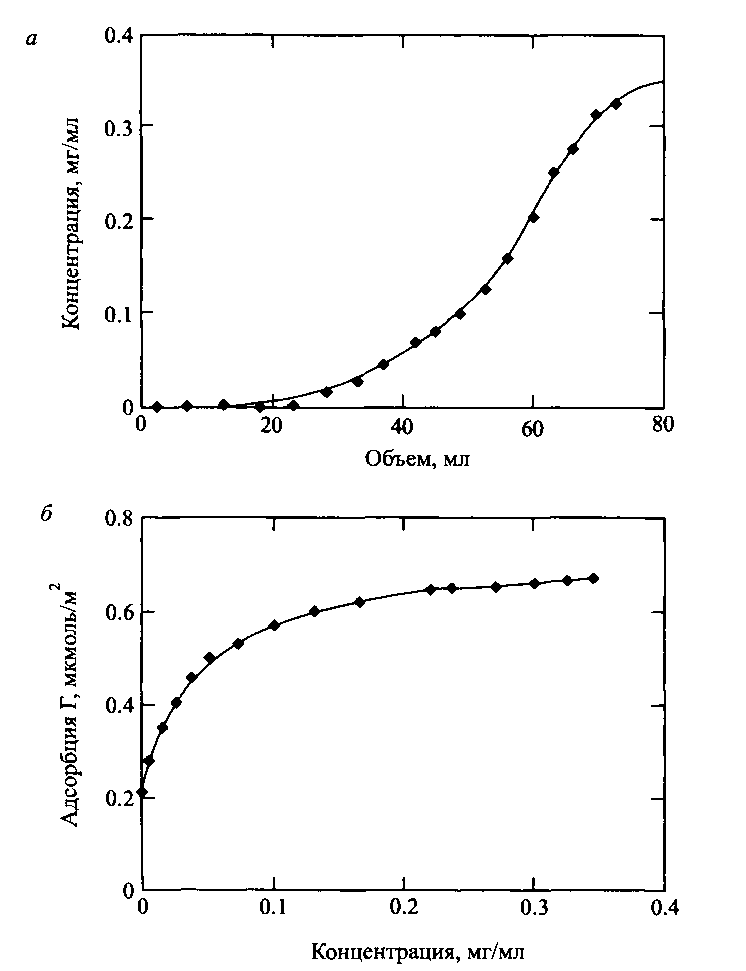 а
Концентрация, мг/мл
0.4
0.3
0.2
0.1
0
0 20 40 60 80
Объем, мл
б
Адсорбция Г, мкмоль/м²
0.8
0.6
0.4
0.2
0
0 0.1 0.2 0.3 0.4
Концентрация, мг/мл